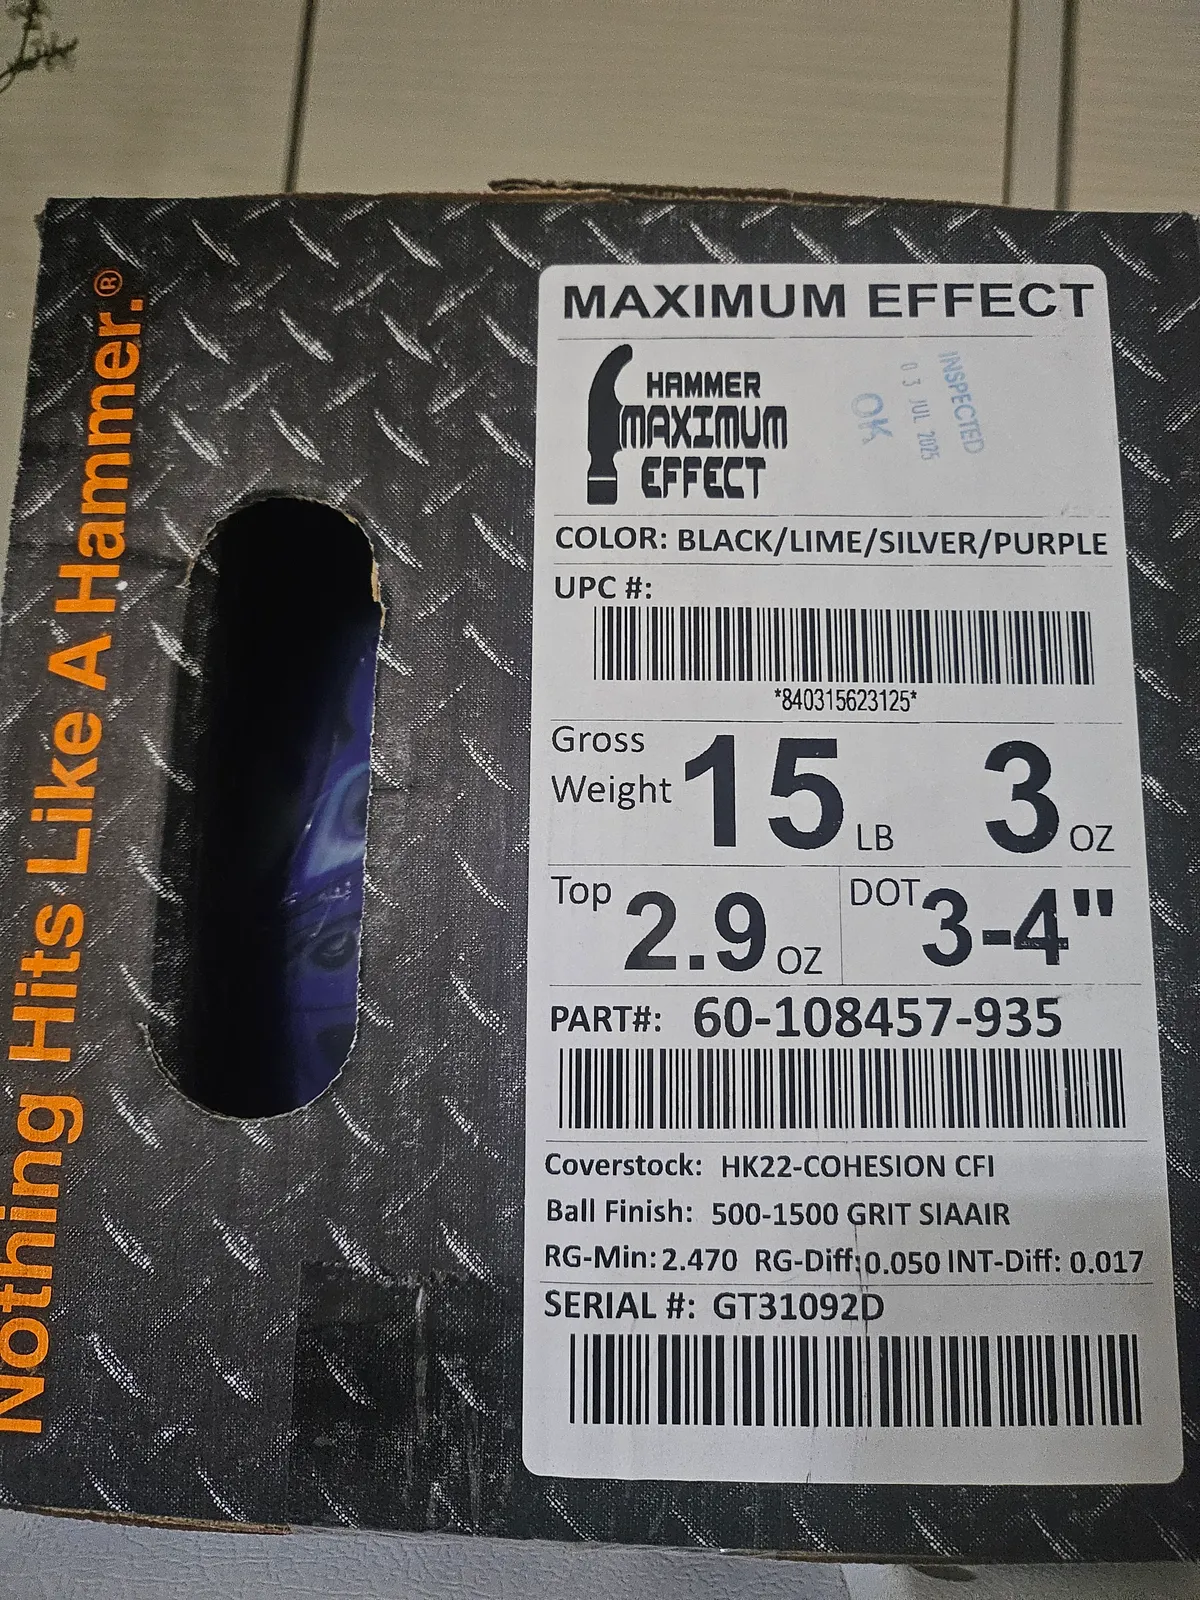 Nothing Hits Like A Hammer.®
MAXIMUM EFFECT
HAMMER
MAXIMUM
EFFECT
INSPECTED
03 JUL 2025
OK
COLOR: BLACK/LIME/SILVER/PURPLE
UPC #:
*840315623125*
Gross
Weight 15 LB 3 OZ
Top 2.9 OZ DOT 3-4"
PART#: 60-108457-935
Coverstock: HK22-COHESION CFI
Ball Finish: 500-1500 GRIT SIAAIR
RG-Min: 2.470 RG-Diff: 0.050 INT-Diff: 0.017
SERIAL #: GT31092D